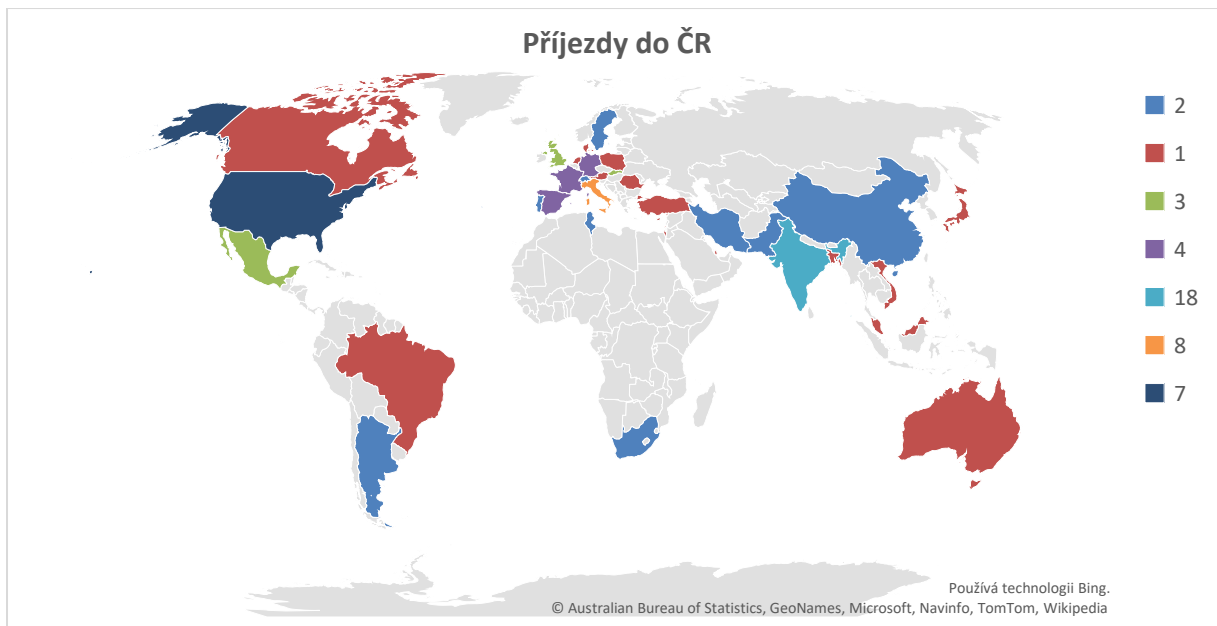 Příjezdy do ČR
2
1
3
4
18
8
7
Používá technologii Bing.
© Australian Bureau of Statistics, GeoNames, Microsoft, Navinfo, TomTom, Wikipedia